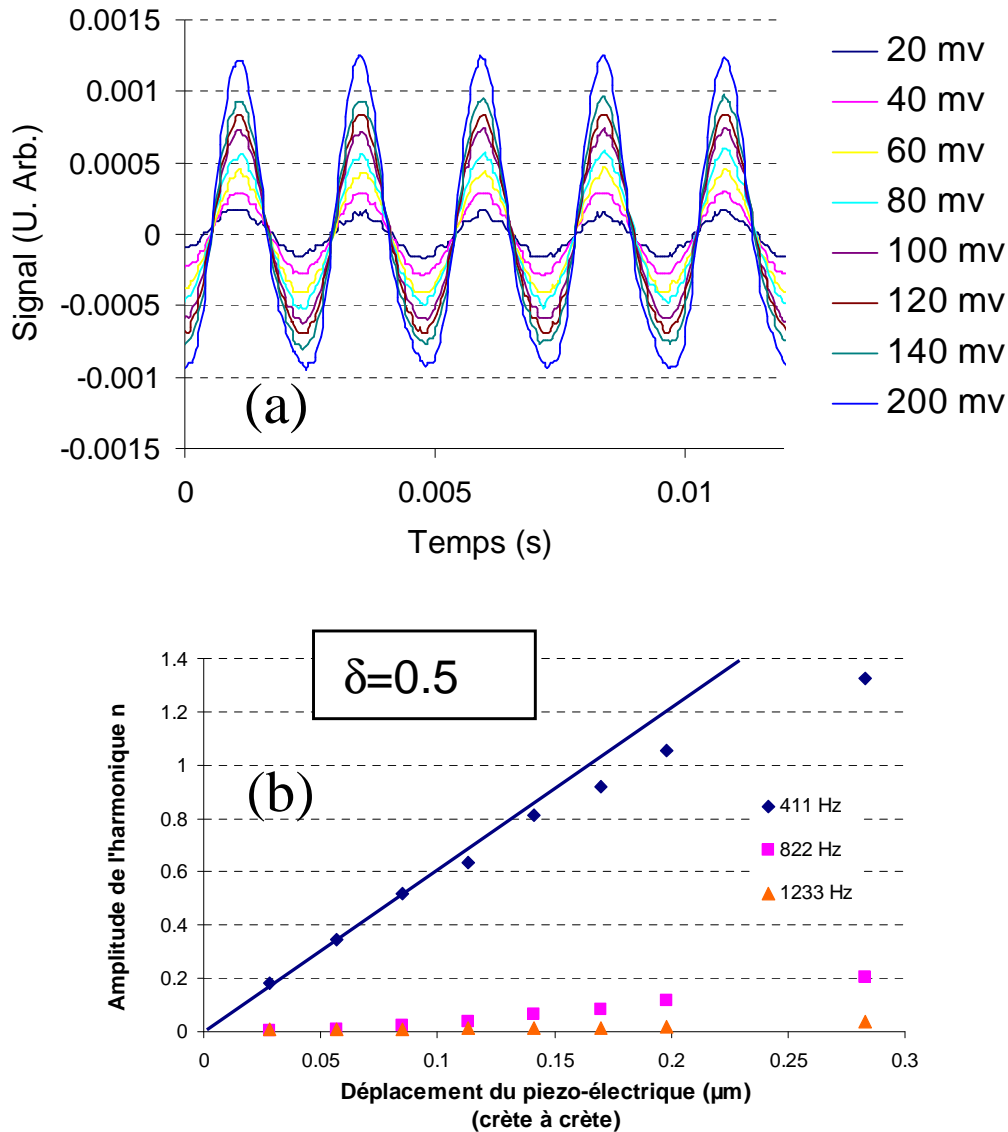 0.0015
0.001
0.0005
0
-0.0005
-0.001
-0.0015
Signal (U. Arb.)
(a)
0
0.005
0.01
Temps (s)
20 mv
40 mv
60 mv
80 mv
100 mv
120 mv
140 mv
200 mv
δ=0.5
1.4
1.2
1
0.8
0.6
0.4
0.2
0
Amplitude de l'harmonique n
(b)
411 Hz
822 Hz
1233 Hz
0
0.05
0.1
0.15
0.2
0.25
0.3
Déplacement du piezo-électrique (µm)
(crète à crète)